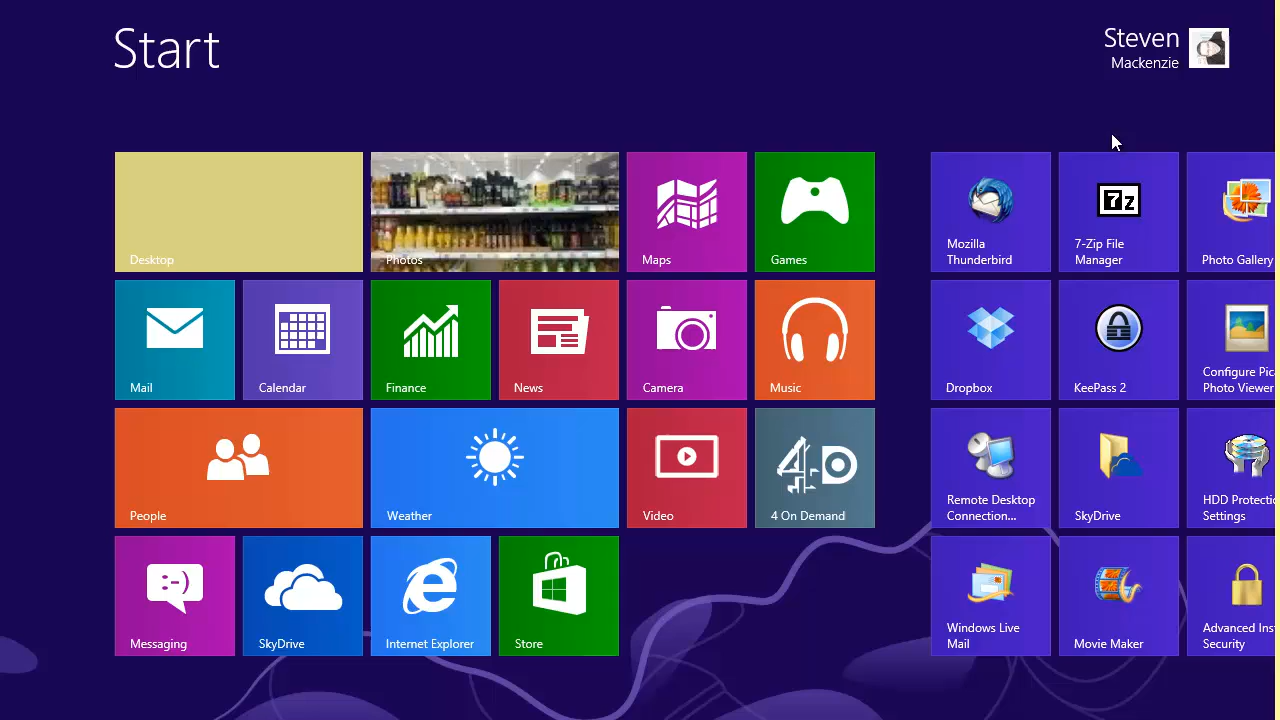 Start
Steven
Mackenzie
Desktop
Photos
Maps
Games
Mail
Calendar
Finance
News
Camera
Music
People
Weather
Video
4 On Demand
Messaging
:-)
SkyDrive
Internet Explorer
Store
Mozilla
Thunderbird
7z
7-Zip File
Manager
Photo Gallery
Dropbox
KeePass 2
Configure Pic
Photo Viewer
Remote Desktop
Connection...
SkyDrive
HDD Protectic
Settings
Windows Live
Mail
Movie Maker
Advanced Ins
Security